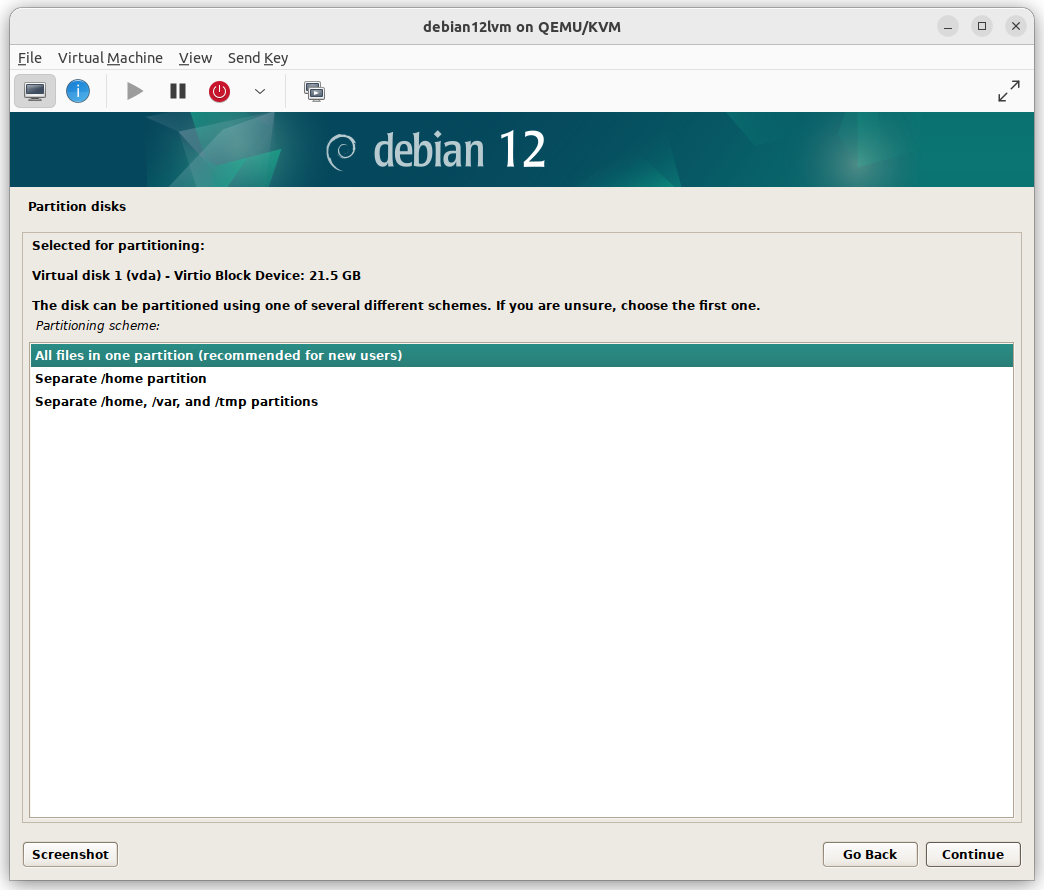 debian12lvm on QEMU/KVM
File Virtual Machine View Send Key
debian 12
Partition disks
Selected for partitioning:
Virtual disk 1 (vda) - Virtio Block Device: 21.5 GB
The disk can be partitioned using one of several different schemes. If you are unsure, choose the first one.
Partitioning scheme:
All files in one partition (recommended for new users)
Separate /home partition
Separate /home, /var, and /tmp partitions
Screenshot Go Back Continue